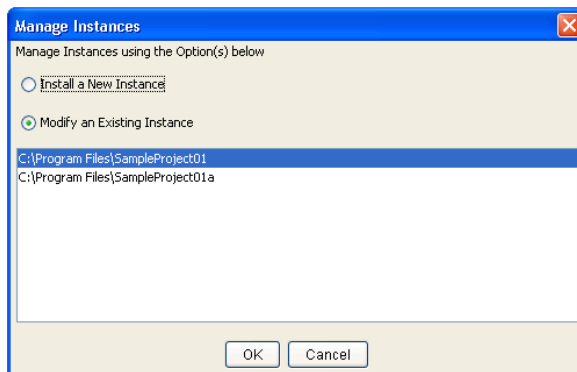 Manage Instances
Manage Instances using the Option(s) below
Install a New Instance
Modify an Existing Instance
C:\Program Files\SampleProject01
C:\Program Files\SampleProject01a
OK
Cancel